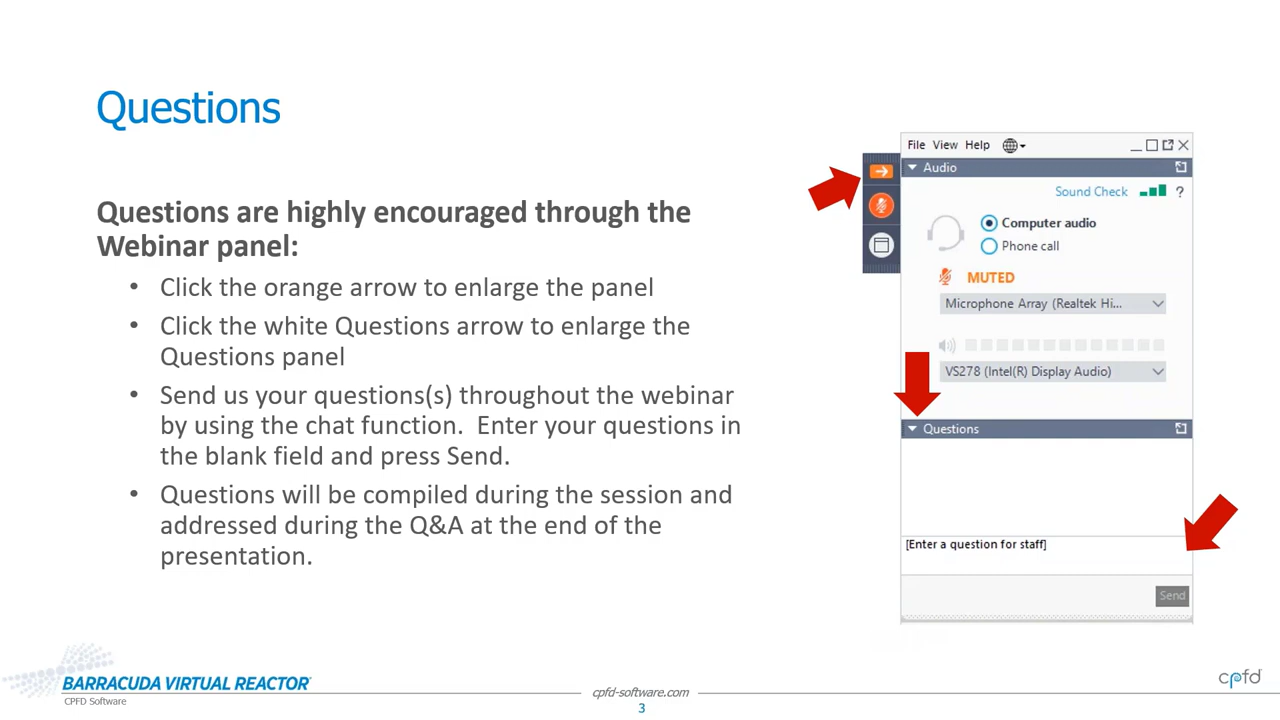 Questions
Questions are highly encouraged through the
Webinar panel:
• Click the orange arrow to enlarge the panel
• Click the white Questions arrow to enlarge the
Questions panel
• Send us your questions(s) throughout the webinar
by using the chat function.  Enter your questions in
the blank field and press Send.
• Questions will be compiled during the session and
addressed during the Q&A at the end of the
presentation.
File View Help
Audio
Sound Check ?
Computer audio
Phone call
MUTED
Microphone Array (Realtek Hi...
VS278 (Intel(R) Display Audio)
Questions
[Enter a question for staff]
Send
BARRACUDA VIRTUAL REACTOR
CPFD Software
cpfd-software.com
3
cpfd